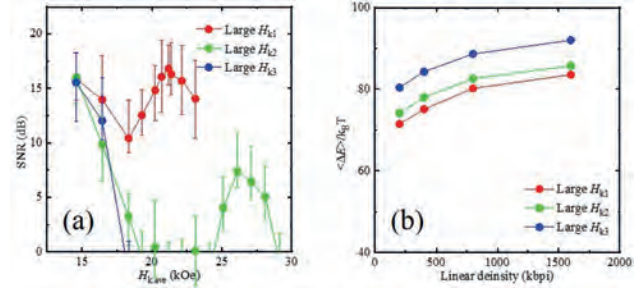 20
15
10
5
0
SNR (dB)
Large Hk1
Large Hk2
Large Hk3
(a)
10 15 20 25 30
Hk,ave (kOe)
100
80
60
40
<ΔE>/kBT
Large Hk1
Large Hk2
Large Hk3
(b)
0 500 1000 1500 2000
Linear deinsity (kbpi)